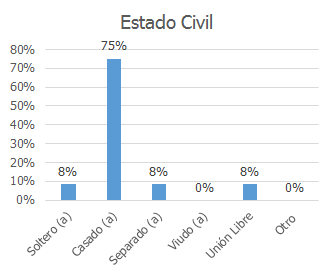 Estado Civil
80%
70%
60%
50%
40%
30%
20%
10%
0%
8%
75%
8%
0%
8%
0%
Soltero (a)
Casado (a)
Separado (a)
Viudo (a)
Unión Libre
Otro